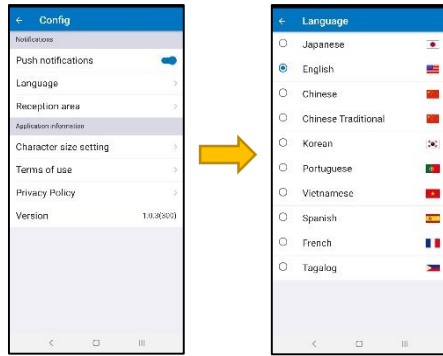 Config
Notifications
Push notifications
Language
Reception area
Application information
Character size setting
Terms of use
Privacy Policy
Version 1.0.3(300)
Language
Japanese
English
Chinese
Chinese Traditional
Korean
Portuguese
Vietnamese
Spanish
French
Tagalog